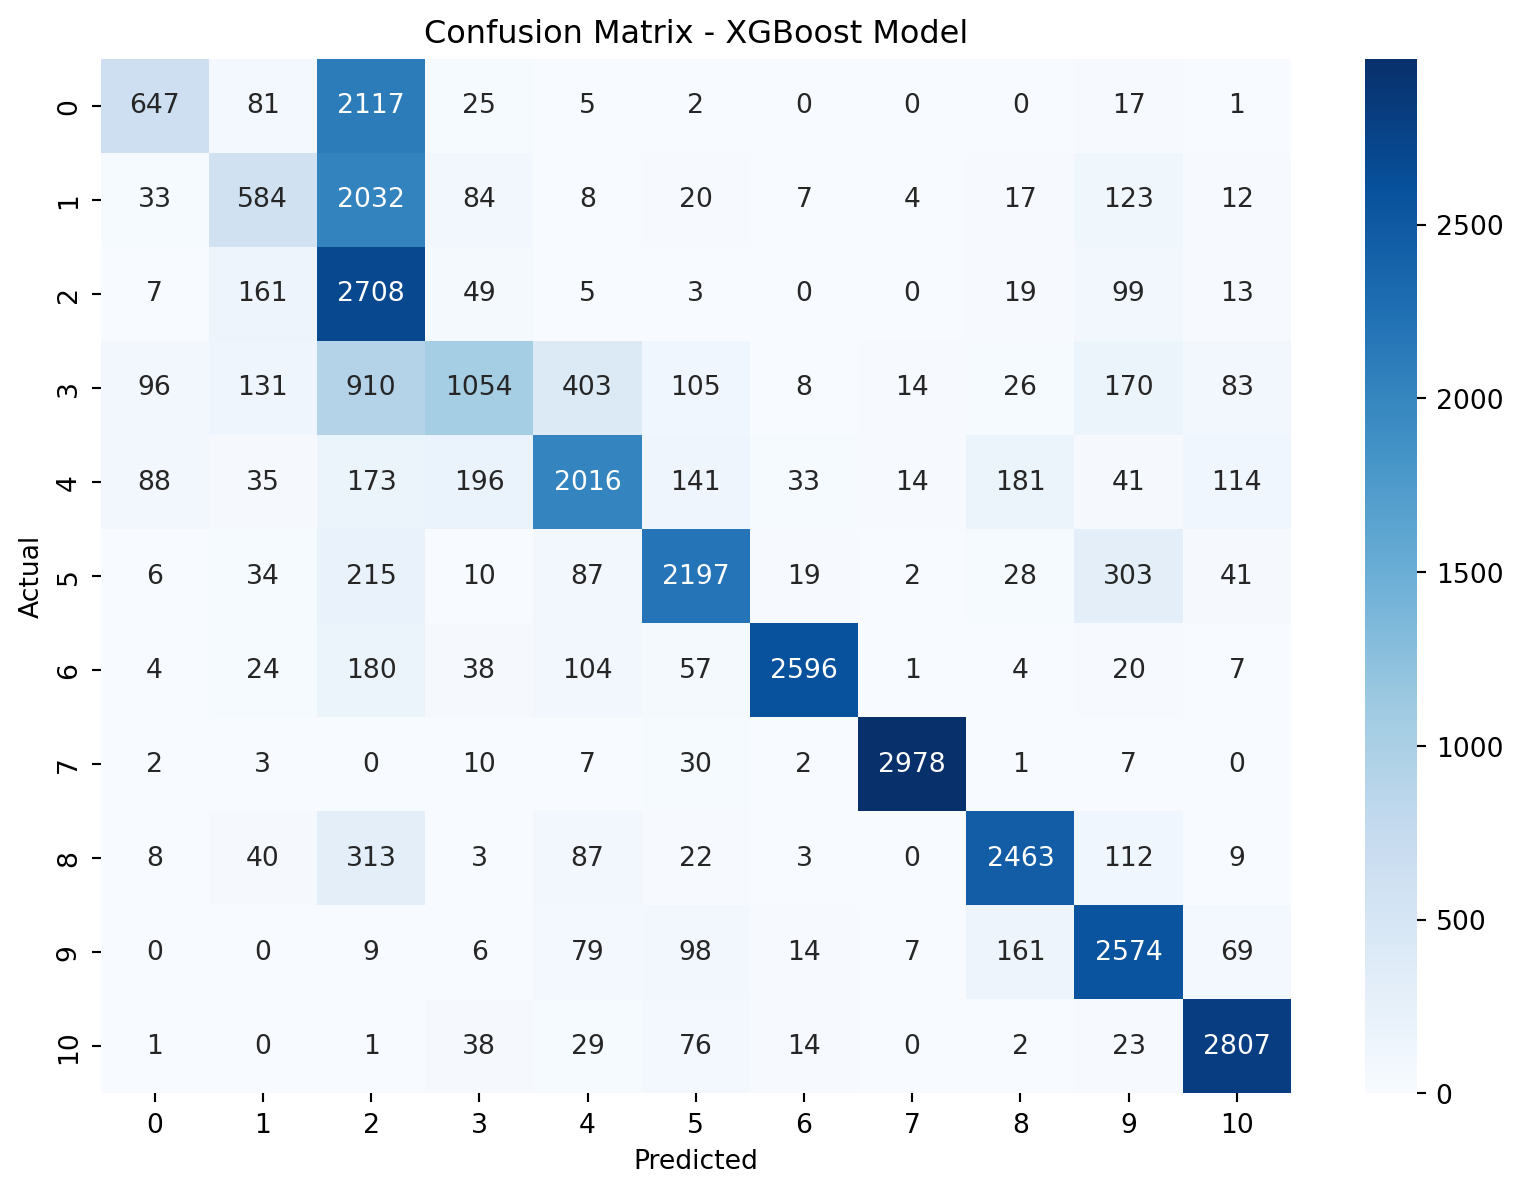 Confusion Matrix - XGBoost Model
0 647 81 2117 25 5 2 0 0 0 17 1
1 33 584 2032 84 8 20 7 4 17 123 12
2 7 161 2708 49 5 3 0 0 19 99 13
3 96 131 910 1054 403 105 8 14 26 170 83
4 88 35 173 196 2016 141 33 14 181 41 114
5 6 34 215 10 87 2197 19 2 28 303 41
6 4 24 180 38 104 57 2596 1 4 20 7
7 2 3 0 10 7 30 2 2978 1 7 0
8 8 40 313 3 87 22 3 0 2463 112 9
9 0 0 9 6 79 98 14 7 161 2574 69
10 1 0 1 38 29 76 14 0 2 23 2807
0 1 2 3 4 5 6 7 8 9 10
Predicted
Actual
2500
2000
1500
1000
500
0